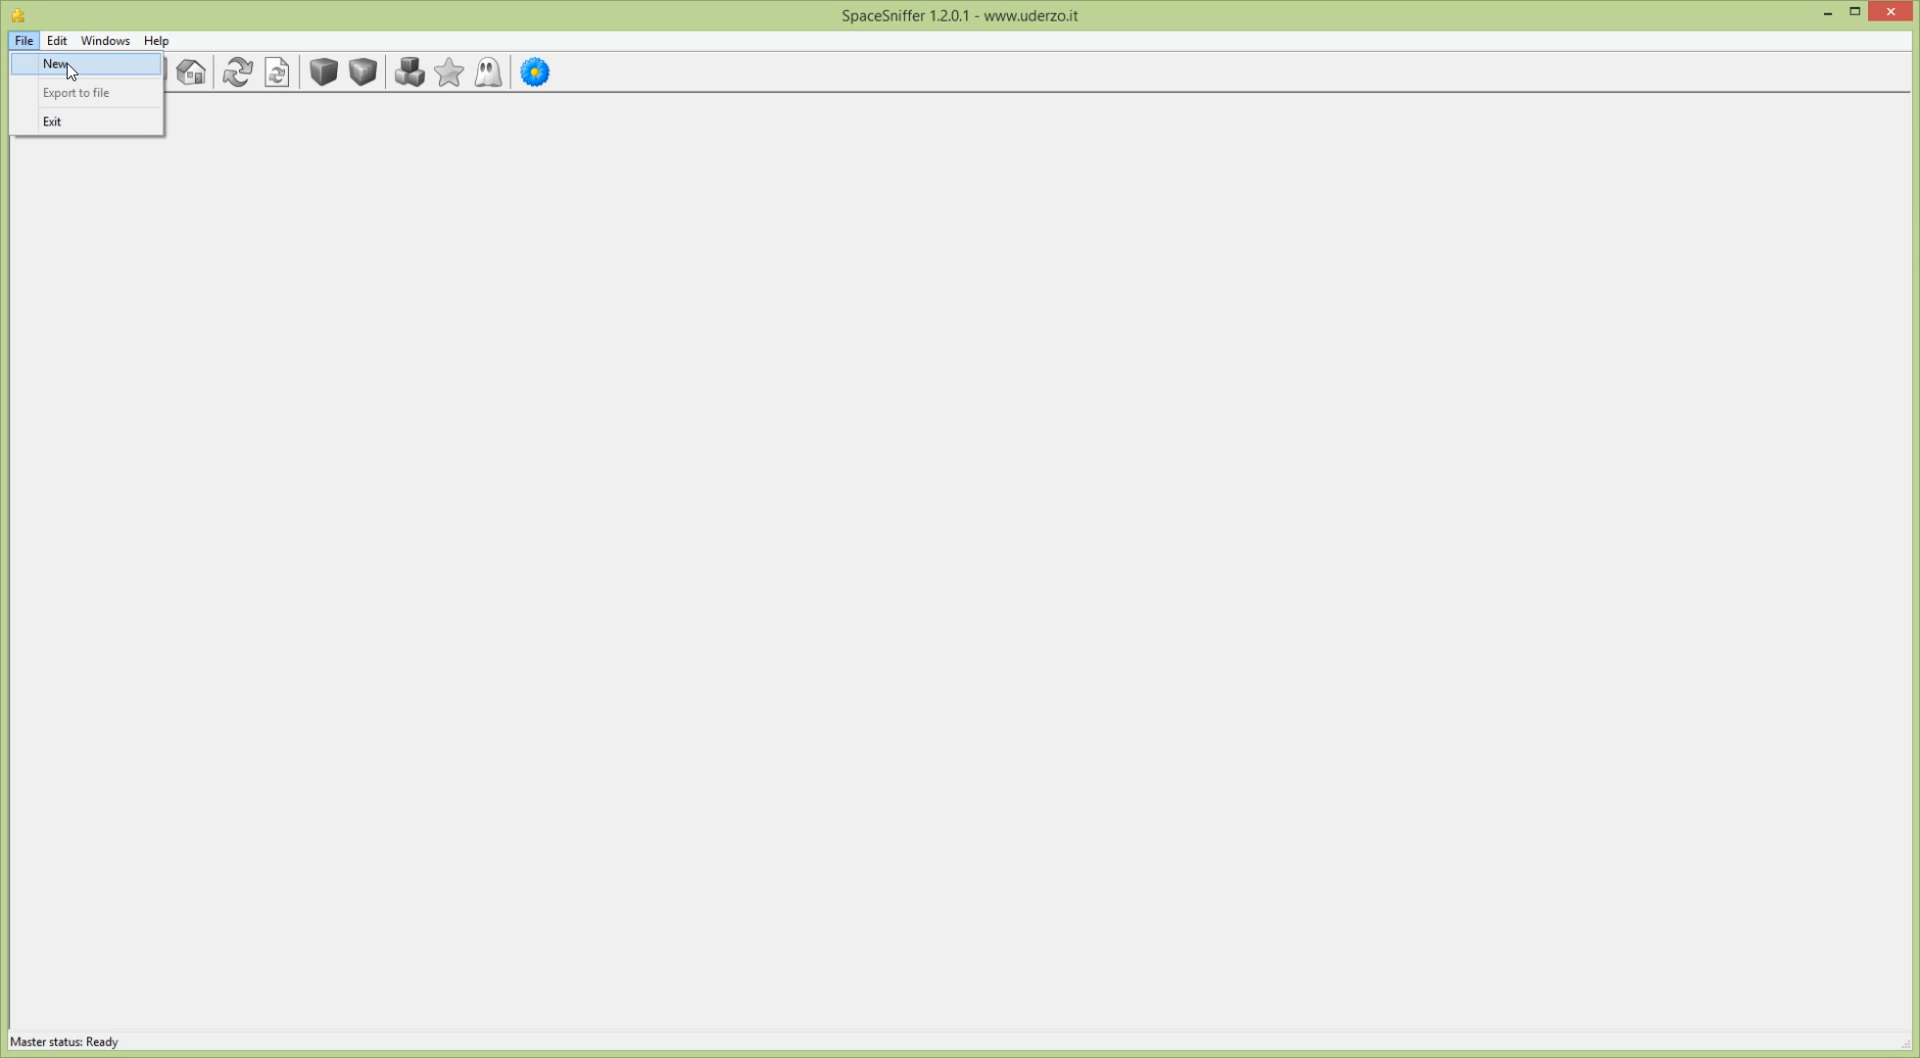 SpaceSniffer 1.2.0.1 - www.uderzo.it
File Edit Windows Help
New
Export to file
Exit
Master status: Ready